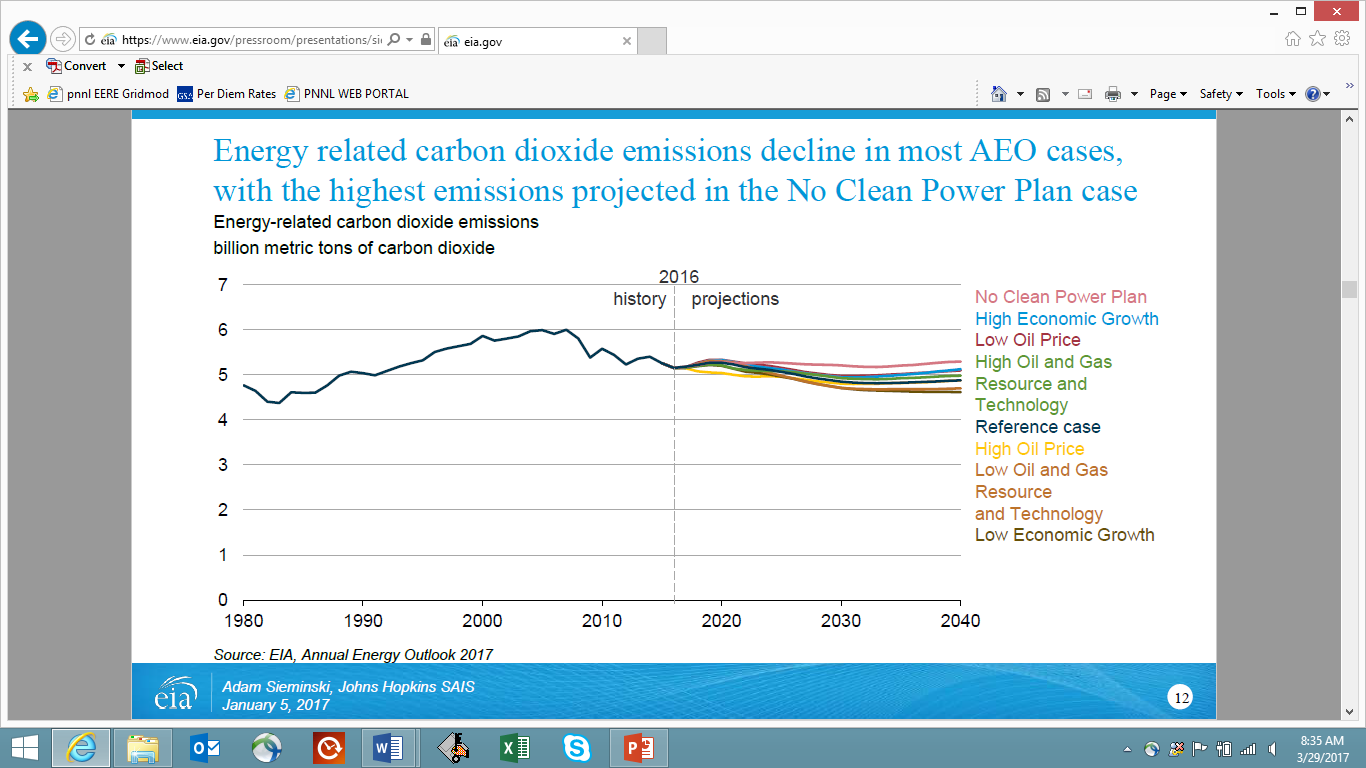 https://www.eia.gov/pressroom/presentations/si
eia eia.gov
x Convert Select
pnnl EERE Gridmod GSA Per Diem Rates PNNL WEB PORTAL
Page Safety Tools
Energy related carbon dioxide emissions decline in most AEO cases,
with the highest emissions projected in the No Clean Power Plan case
Energy-related carbon dioxide emissions
billion metric tons of carbon dioxide
2016
history projections
7
6
5
4
3
2
1
0
1980 1990 2000 2010 2020 2030 2040
No Clean Power Plan
High Economic Growth
Low Oil Price
High Oil and Gas
Resource and
Technology
Reference case
High Oil Price
Low Oil and Gas
Resource
and Technology
Low Economic Growth
Source: EIA, Annual Energy Outlook 2017
eia
Adam Sieminski, Johns Hopkins SAIS
January 5, 2017
12
8:35 AM
3/29/2017